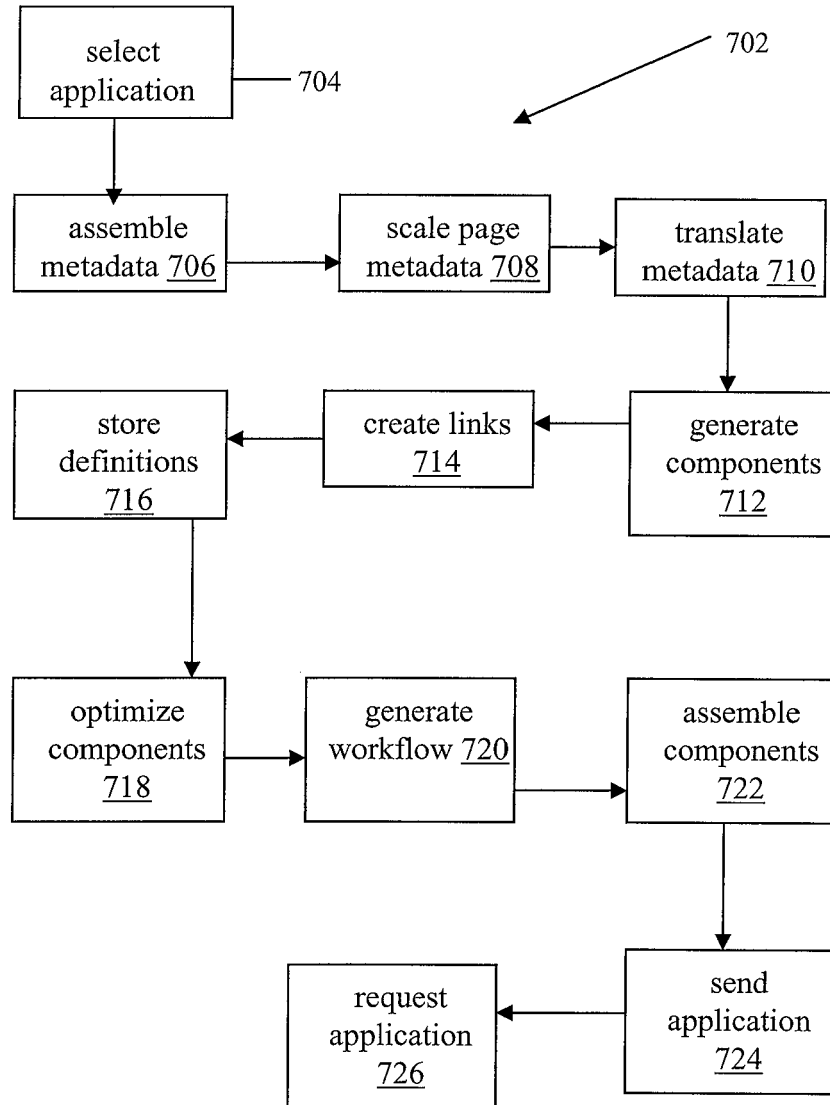 select
application
704
702
assemble
metadata 706
scale page
metadata 708
translate
metadata 710
store
definitions
716
create links
714
generate
components
712
optimize
components
718
generate
workflow 720
assemble
components
722
request
application
726
send
application
724